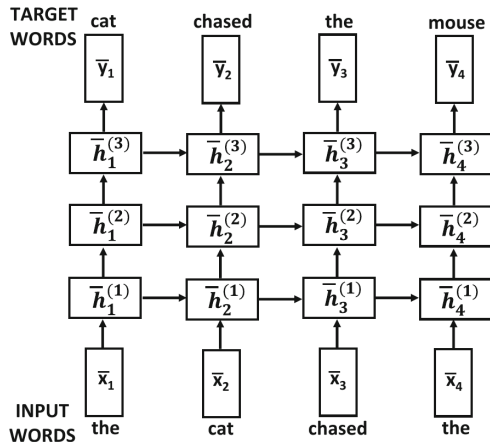 TARGET WORDS
cat chased the mouse
y̅₁ y̅₂ y̅₃ y̅₄
h̅₁⁽³⁾ h̅₂⁽³⁾ h̅₃⁽³⁾ h̅₄⁽³⁾
h̅₁⁽²⁾ h̅₂⁽²⁾ h̅₃⁽²⁾ h̅₄⁽²⁾
h̅₁⁽¹⁾ h̅₂⁽¹⁾ h̅₃⁽¹⁾ h̅₄⁽¹⁾
x̅₁ x̅₂ x̅₃ x̅₄
INPUT WORDS
the cat chased the